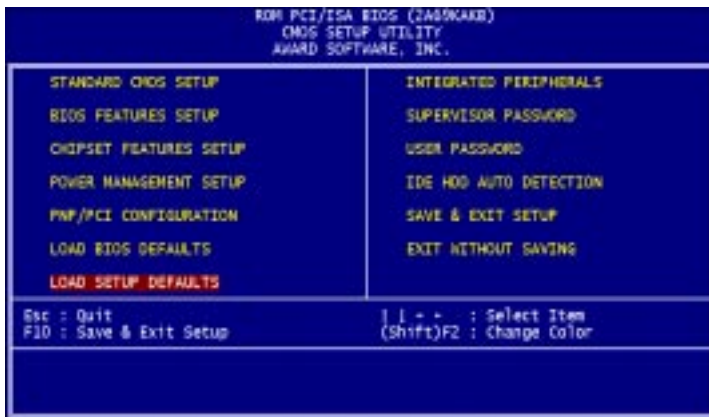 ROM PCI/ISA BIOS (2A69KAKB)
CMOS SETUP UTILITY
AWARD SOFTWARE, INC.
STANDARD CMOS SETUP
BIOS FEATURES SETUP
CHIPSET FEATURES SETUP
POWER MANAGEMENT SETUP
PNP/PCI CONFIGURATION
LOAD BIOS DEFAULTS
LOAD SETUP DEFAULTS
INTEGRATED PERIPHERALS
SUPERVISOR PASSWORD
USER PASSWORD
IDE HDD AUTO DETECTION
SAVE & EXIT SETUP
EXIT WITHOUT SAVING
Esc : Quit
F10 : Save & Exit Setup
↑ ↓ → ← : Select Item
(Shift)F2 : Change Color